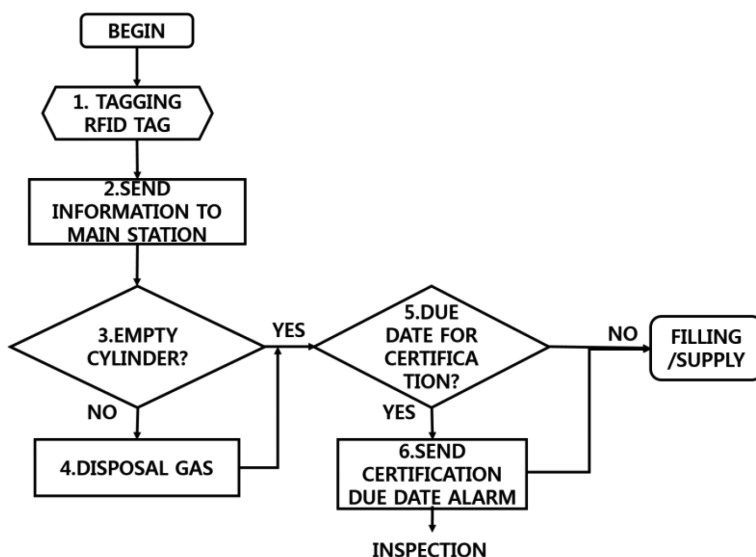 BEGIN
1. TAGGING
RFID TAG
2.SEND
INFORMATION TO
MAIN STATION
3.EMPTY
CYLINDER?
YES
NO
4.DISPOSAL GAS
5.DUE
DATE FOR
CERTIFICA
TION?
NO
YES
FILLING
/SUPPLY
6.SEND
CERTIFICATION
DUE DATE ALARM
INSPECTION